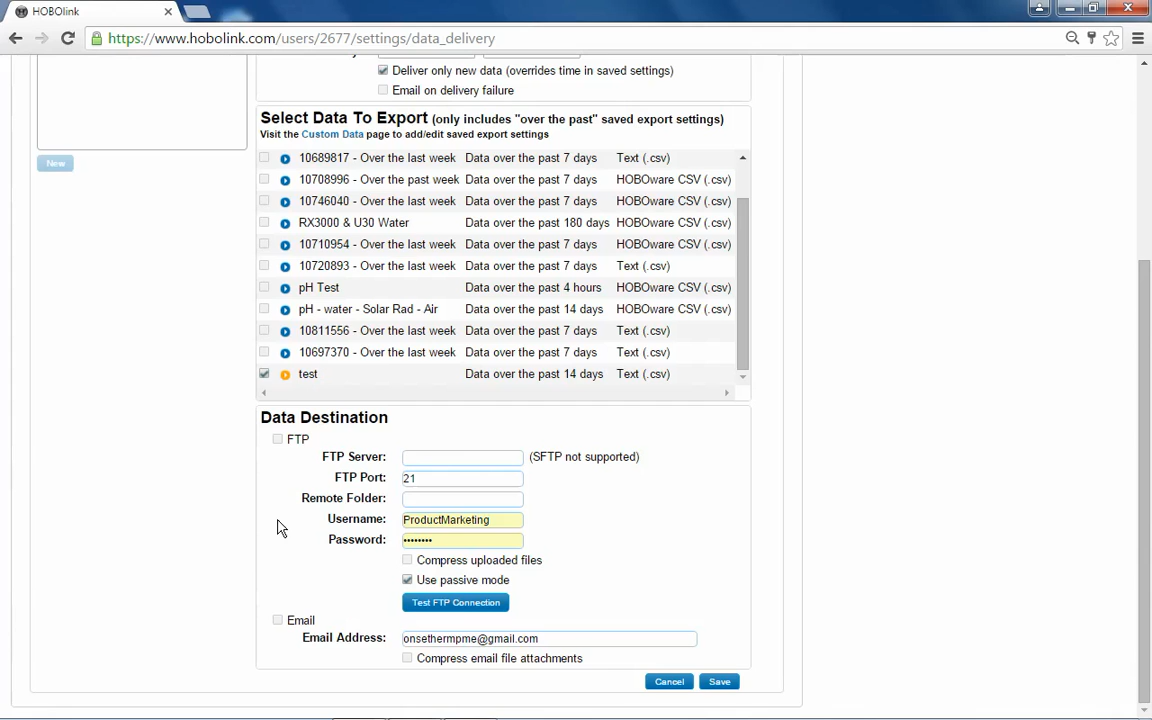 HOBOlink
https://www.hobolink.com/users/2677/settings/data_delivery
Deliver only new data (overrides time in saved settings)
Email on delivery failure
Select Data To Export (only includes "over the past" saved export settings)
Visit the Custom Data page to add/edit saved export settings
10689817 - Over the last week Data over the past 7 days Text (.csv)
10708996 - Over the past week Data over the past 7 days HOBOware CSV (.csv)
10746040 - Over the last week Data over the past 7 days HOBOware CSV (.csv)
RX3000 & U30 Water Data over the past 180 days HOBOware CSV (.csv)
10710954 - Over the last week Data over the past 7 days HOBOware CSV (.csv)
10720893 - Over the last week Data over the past 7 days Text (.csv)
pH Test Data over the past 4 hours HOBOware CSV (.csv)
pH - water - Solar Rad - Air Data over the past 14 days HOBOware CSV (.csv)
10811556 - Over the last week Data over the past 7 days Text (.csv)
10697370 - Over the last week Data over the past 7 days Text (.csv)
test Data over the past 14 days Text (.csv)
New
Data Destination
FTP
FTP Server: (SFTP not supported)
FTP Port: 21
Remote Folder:
Username: ProductMarketing
Password: ••••••••
Compress uploaded files
Use passive mode
Test FTP Connection
Email
Email Address: onsethermpme@gmail.com
Compress email file attachments
Cancel Save